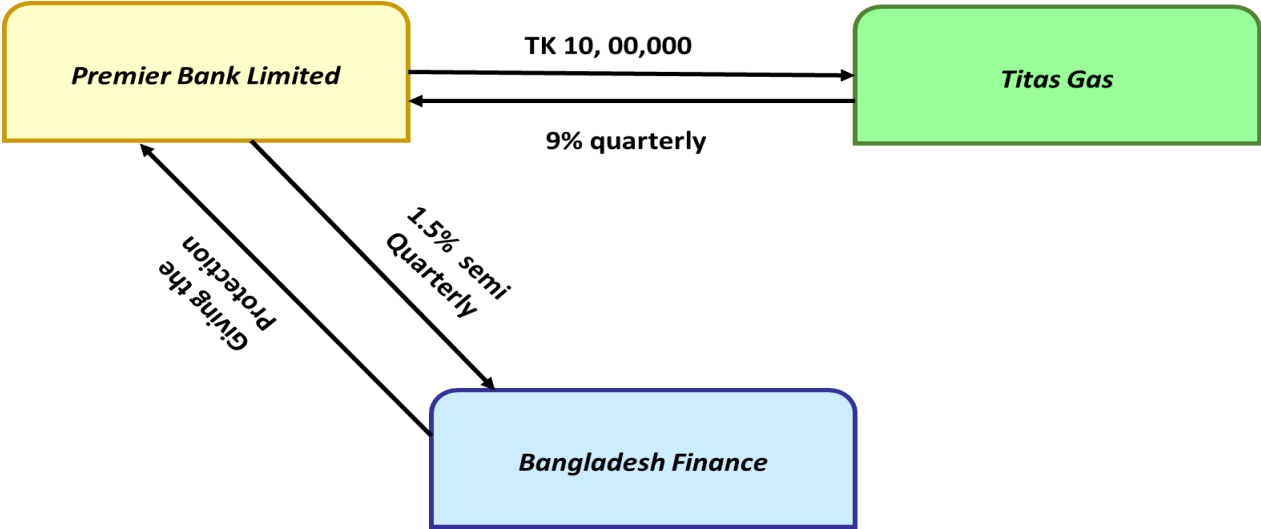 Premier Bank Limited
TK 10, 00,000
Titas Gas
9% quarterly
1.5% semi
Quarterly
Giving the
Protection
Bangladesh Finance